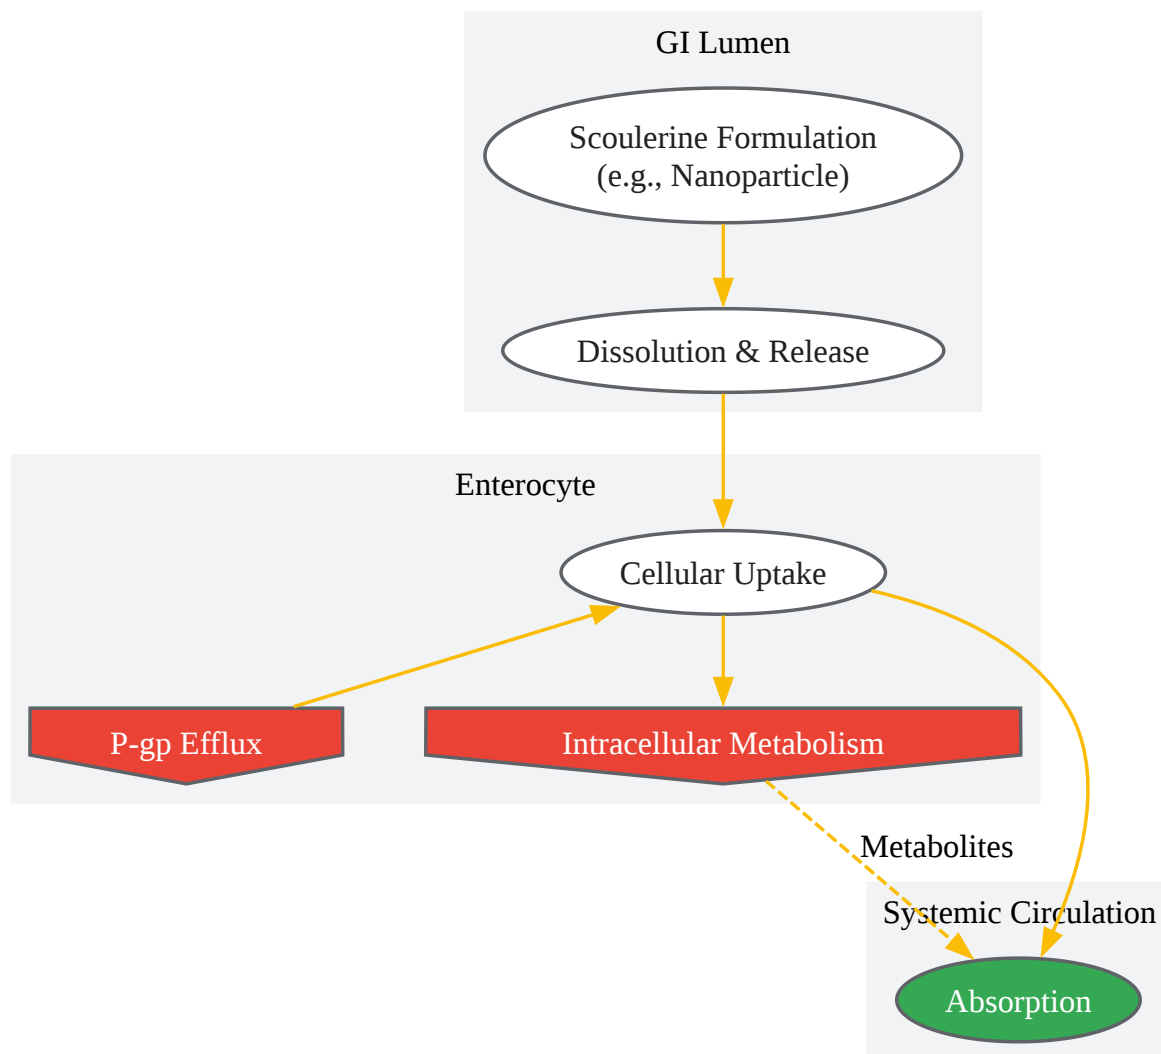 GI Lumen
Scoulerine Formulation
(e.g., Nanoparticle)
Dissolution & Release
Enterocyte
Cellular Uptake
P-gp Efflux
Intracellular Metabolism
Metabolites
Systemic Circulation
Absorption